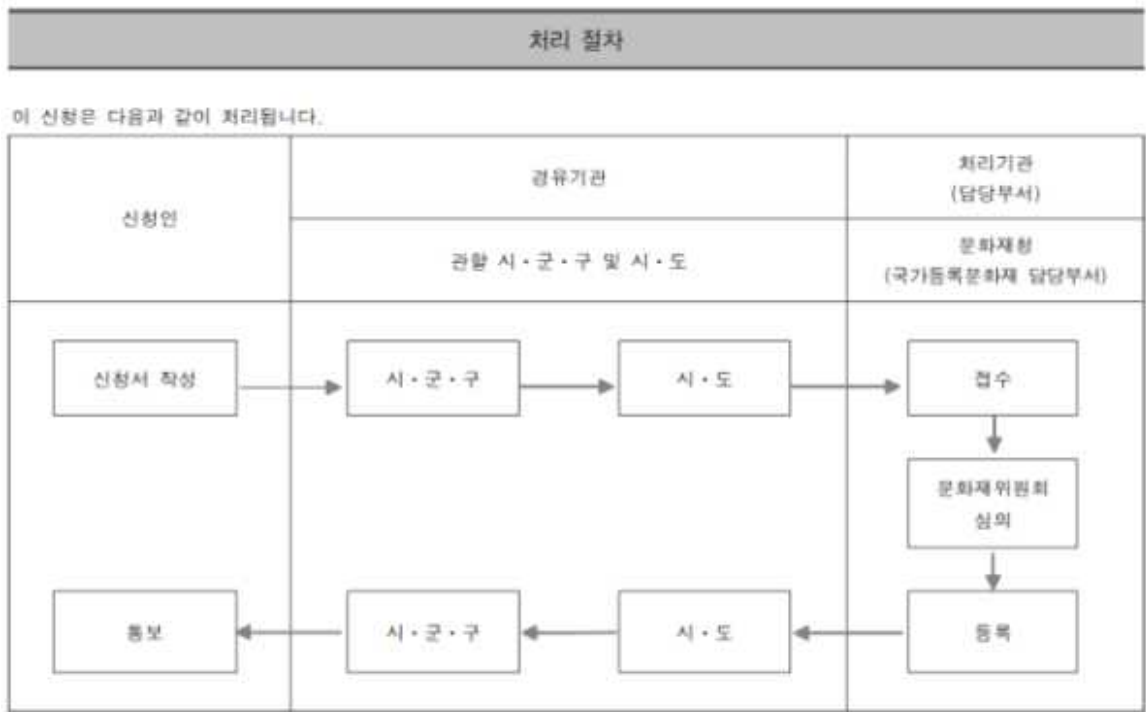 처리 절차
이 신청은 다음과 같이 처리됩니다.
신청인
경유기관
처리기관
(담당부서)
관할 시・군・구 및 시・도
문화재청
(국가등록문화재 담당부서)
신청서 작성
시・군・구
시・도
접수
문화재위원회
심의
통보
시・군・구
시・도
등록